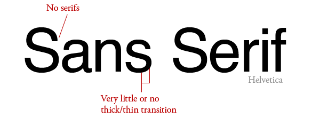 No serifs
Sans Serif
Helvetica
Very little or no
thick/thin transition